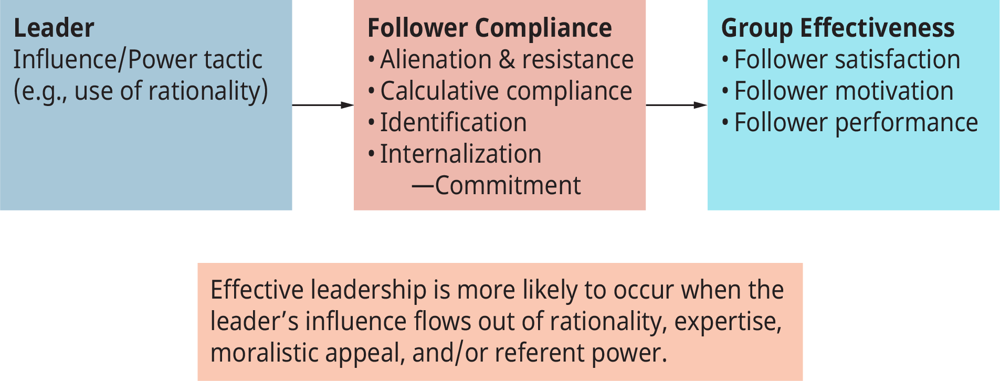 Leader
Influence/Power tactic
(e.g., use of rationality)
Follower Compliance
• Alienation & resistance
• Calculative compliance
• Identification
• Internalization
—Commitment
Group Effectiveness
• Follower satisfaction
• Follower motivation
• Follower performance
Effective leadership is more likely to occur when the
leader’s influence flows out of rationality, expertise,
moralistic appeal, and/or referent power.